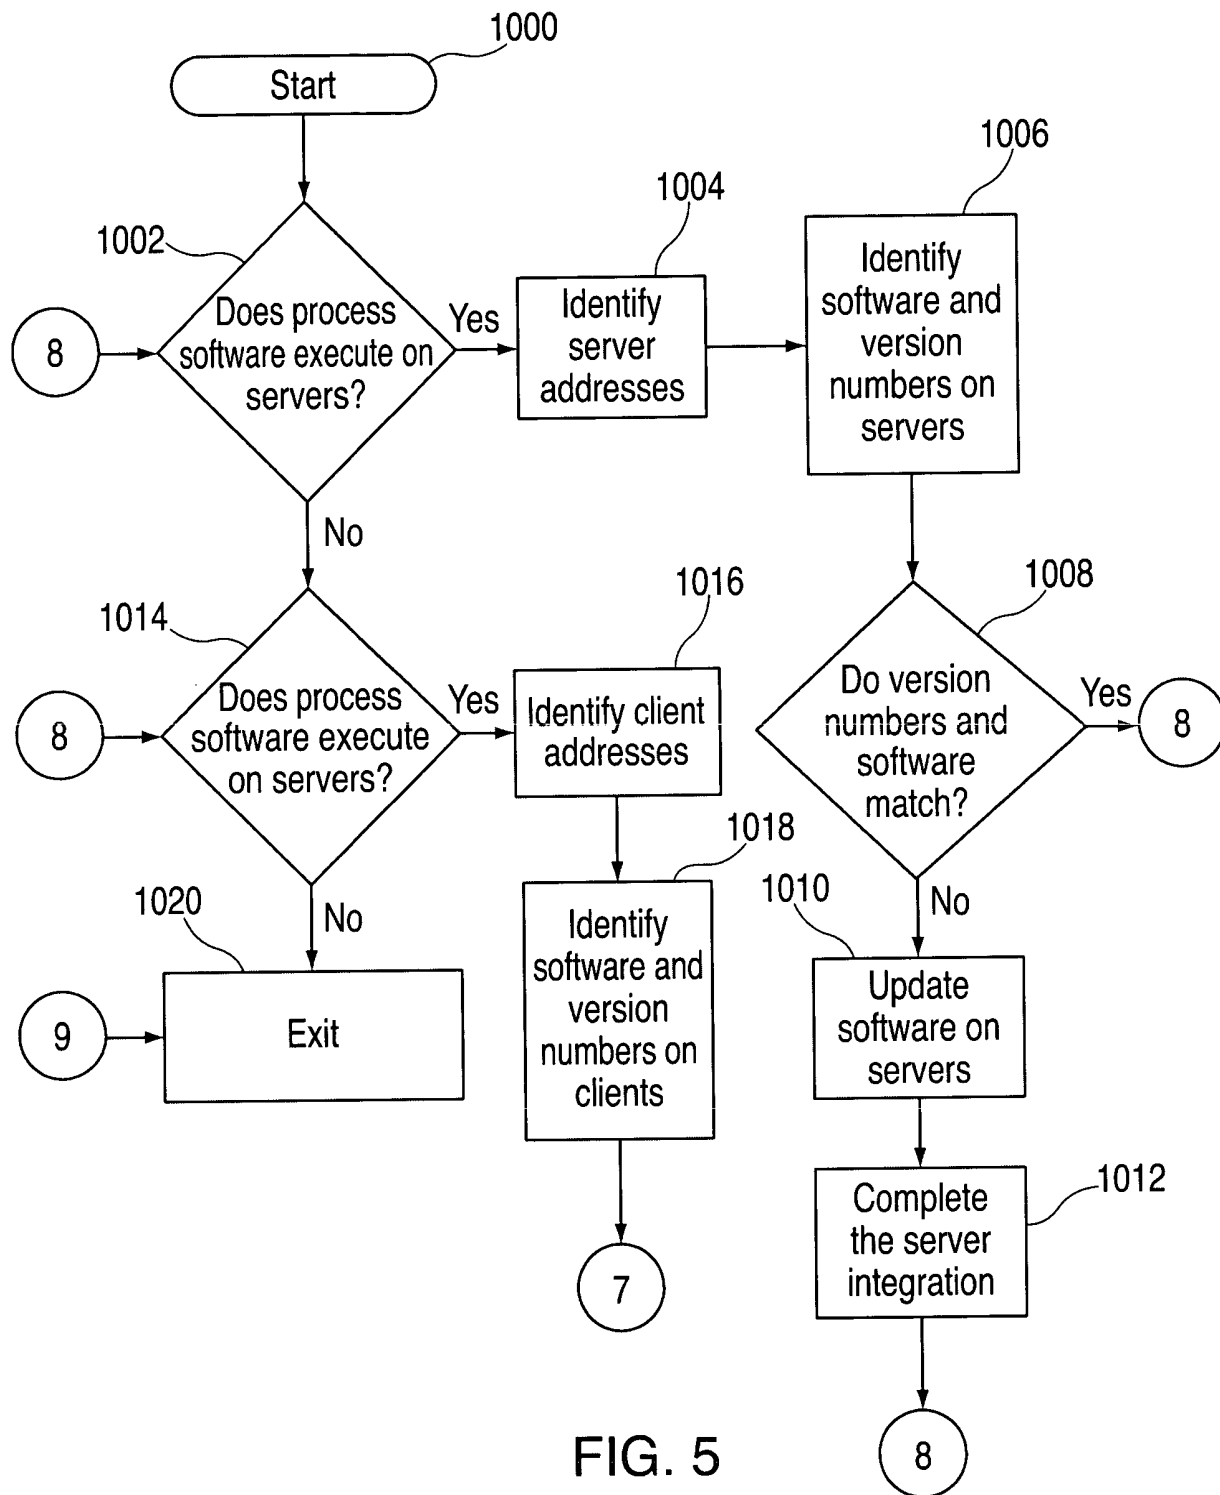 1000
Start
1006
1004
1002
Identify
software and
version
numbers on
servers
Does process
software execute on
servers?
Yes
Identify
server
addresses
8
No
1016
1008
1014
Does process
software execute
on servers?
Yes
Identify client
addresses
Do version
numbers and
software
match?
Yes
8
8
1018
1010
No
1020
No
Identify
software and
version
numbers on
clients
Update
software on
servers
9
Exit
1012
Complete
the server
integration
7
8
FIG. 5